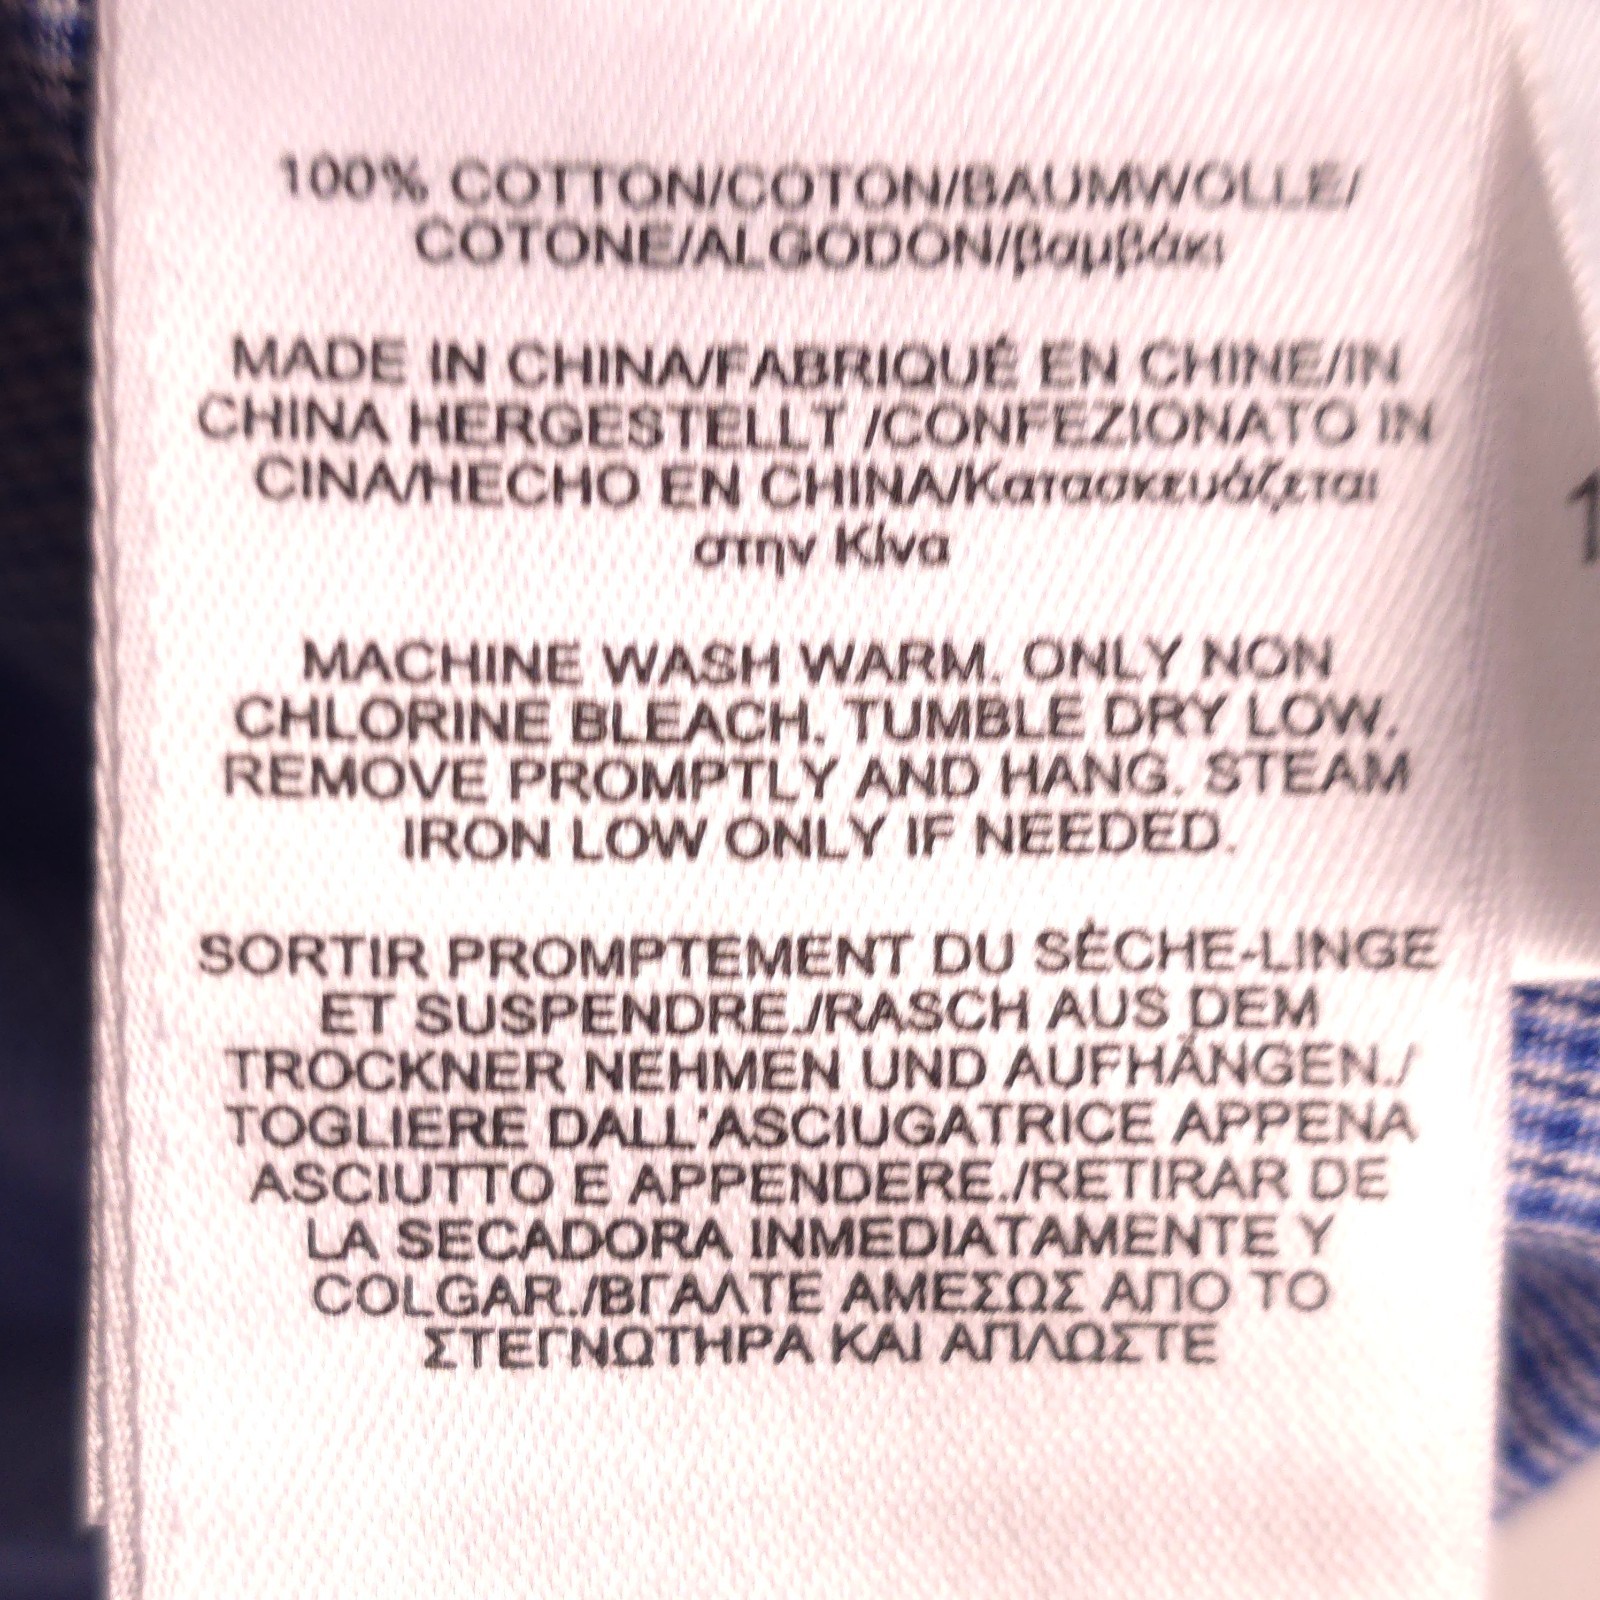 100% COTTON/COTON/BAUMWOLLE/
COTONE/ALGODON/βαμβάκι
MADE IN CHINA/FABRIQUÉ EN CHINE/IN
CHINA HERGESTELLT /CONFEZIONATO IN
CINA/HECHO EN CHINA/Κατασκευάζεται
στην Κίνα
MACHINE WASH WARM. ONLY NON
CHLORINE BLEACH. TUMBLE DRY LOW.
REMOVE PROMPTLY AND HANG. STEAM
IRON LOW ONLY IF NEEDED.
SORTIR PROMPTEMENT DU SÈCHE-LINGE
ET SUSPENDRE./RASCH AUS DEM
TROCKNER NEHMEN UND AUFHÄNGEN./
TOGLIERE DALL'ASCIUGATRICE APPENA
ASCIUTTO E APPENDERE./RETIRAR DE
LA SECADORA INMEDIATAMENTE Y
COLGAR./ΒΓΑΛΤΕ ΑΜΕΣΩΣ ΑΠΟ ΤΟ
ΣΤΕΓΝΩΤΗΡΑ ΚΑΙ ΑΠΛΩΣΤΕ